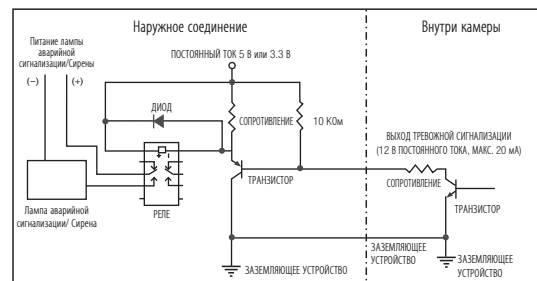 Наружное соединение
Внутри камеры
Питание лампы
аварийной
сигнализации/Сирены
(−)
(+)
ПОСТОЯННЫЙ ТОК 5 В или 3.3 В
ДИОД
СОПРОТИВЛЕНИЕ
10 КОм
ВЫХОД ТРЕВОЖНОЙ СИГНАЛИЗАЦИИ
(12 В ПОСТОЯННОГО ТОКА, МАКС. 20 мА)
СОПРОТИВЛЕНИЕ
ТРАНЗИСТОР
ТРАНЗИСТОР
Лампа аварийной
сигнализации/ Сирена
РЕЛЕ
ЗАЗЕМЛЯЮЩЕЕ УСТРОЙСТВО
ЗАЗЕМЛЯЮЩЕЕ
УСТРОЙСТВО
ЗАЗЕМЛЯЮЩЕЕ
УСТРОЙСТВО